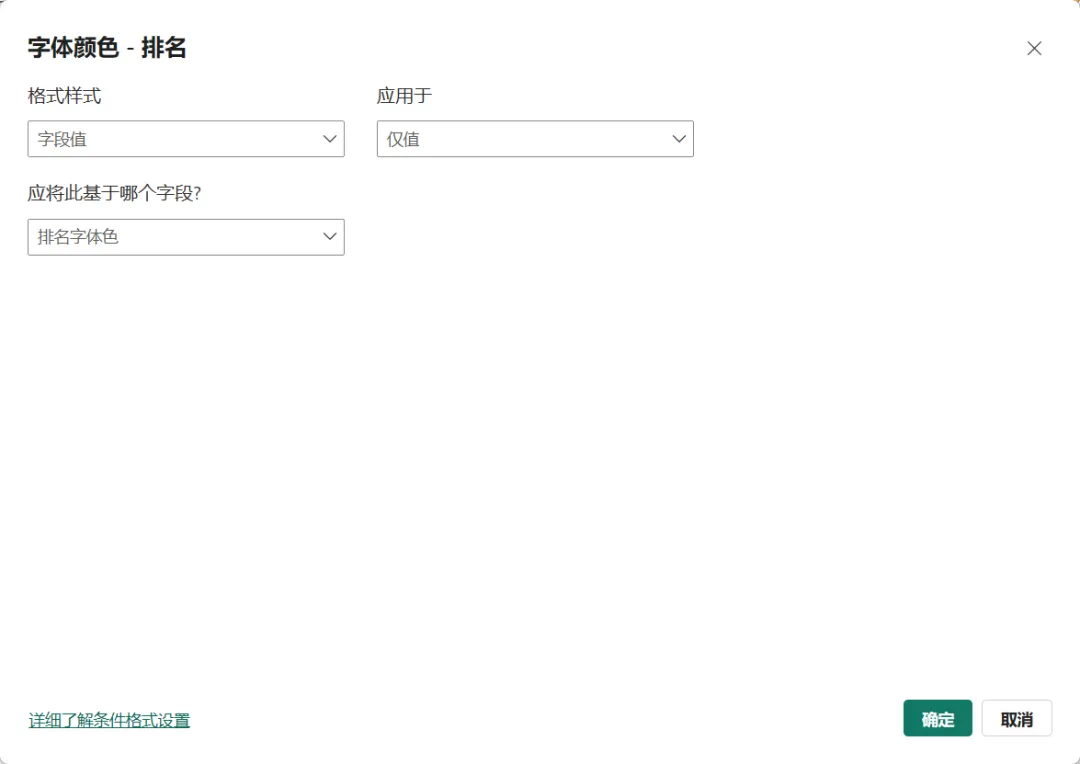 字体颜色 - 排名
格式样式
应用于
字段值
仅值
应将此基于哪个字段?
排名字体色
详细了解条件格式设置
确定
取消